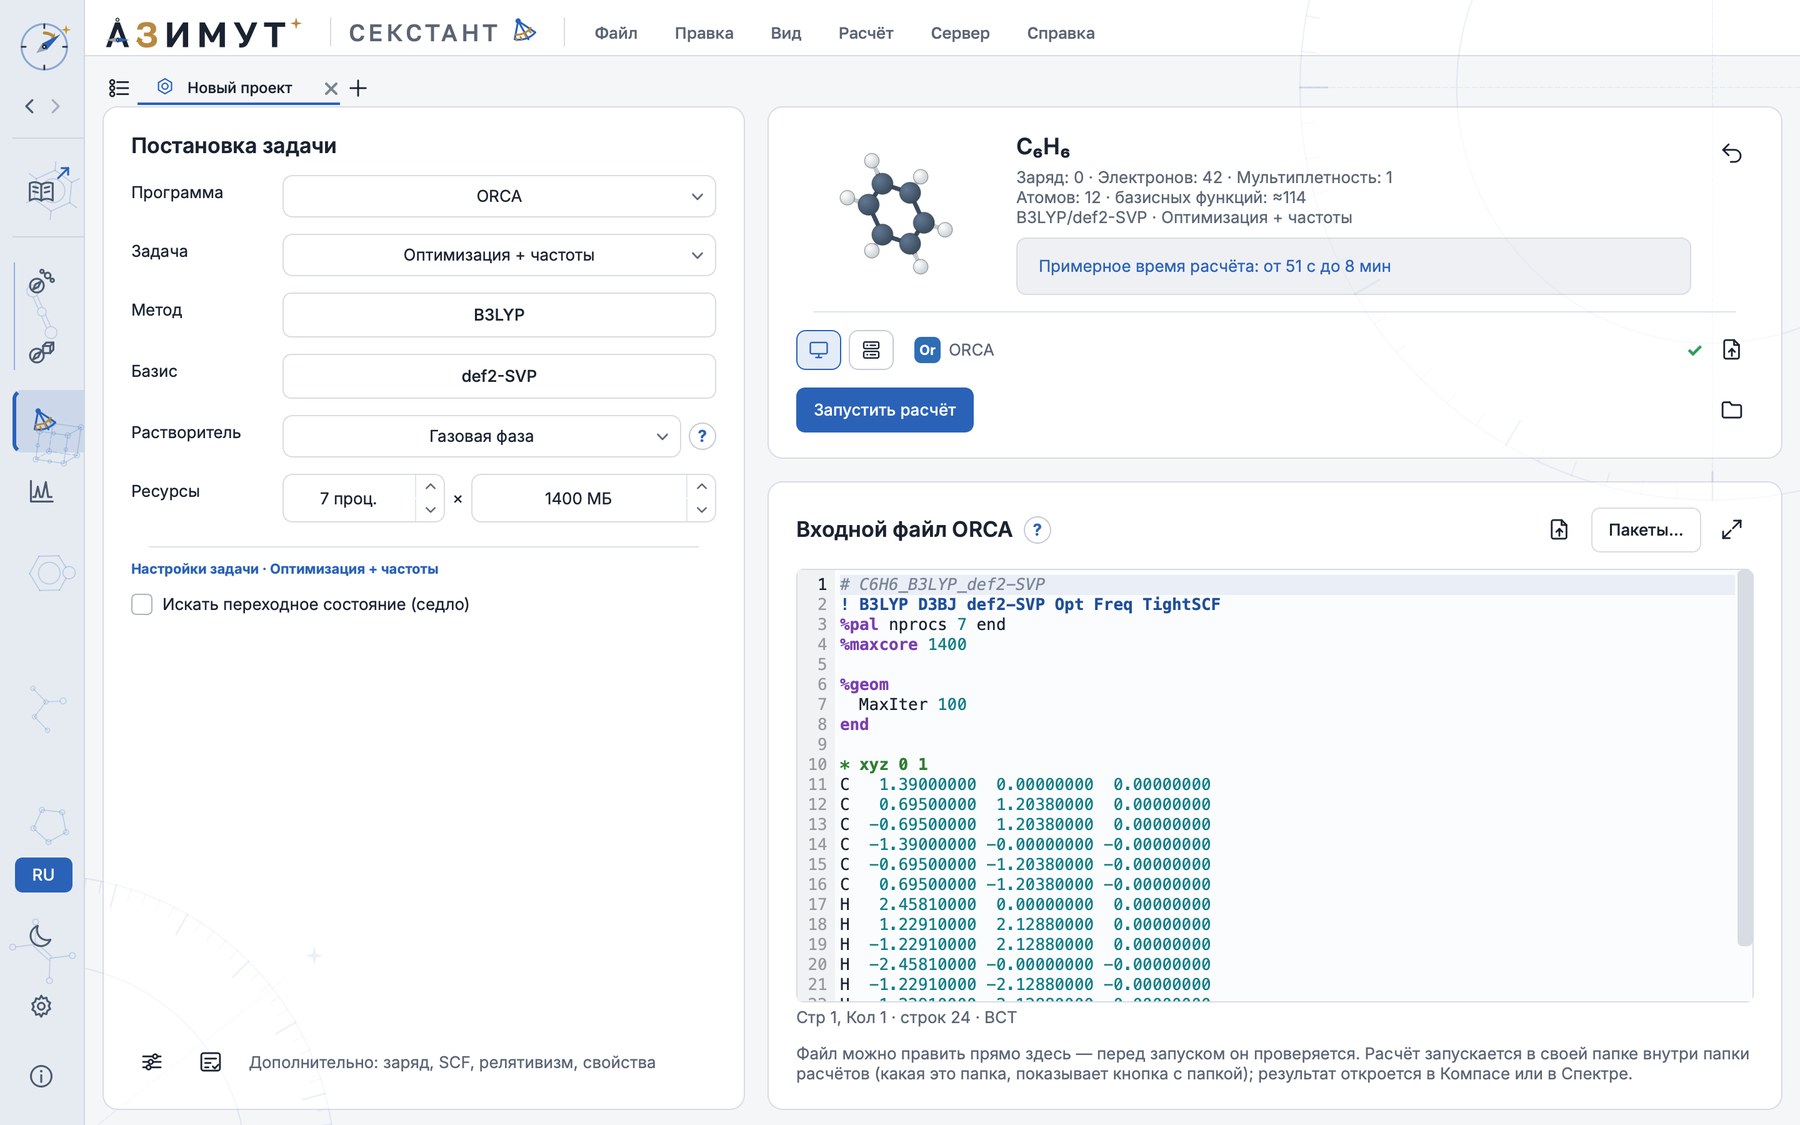 АЗИМУТ
СЕКСТАНТ
Файл
Правка
Вид
Расчёт
Сервер
Справка
Новый проект
Постановка задачи
Программа
ORCA
Задача
Оптимизация + частоты
Метод
B3LYP
Базис
def2-SVP
Растворитель
Газовая фаза
?
Ресурсы
7 проц.
×
1400 МБ
Настройки задачи · Оптимизация + частоты
Искать переходное состояние (седло)
Дополнительно: заряд, SCF, релятивизм, свойства
RU
C₆H₆
Заряд: 0 · Электронов: 42 · Мультиплетность: 1
Атомов: 12 · базисных функций: ≈114
B3LYP/def2-SVP · Оптимизация + частоты
Примерное время расчёта: от 51 с до 8 мин
Or ORCA
Запустить расчёт
Входной файл ORCA ?
Пакеты...
1 # C6H6_B3LYP_def2-SVP
2 ! B3LYP D3BJ def2-SVP Opt Freq TightSCF
3 %pal nprocs 7 end
4 %maxcore 1400
5
6 %geom
7 MaxIter 100
8 end
9
10 * xyz 0 1
11 C 1.39000000 0.00000000 0.00000000
12 C 0.69500000 1.20380000 0.00000000
13 C -0.69500000 1.20380000 0.00000000
14 C -1.39000000 -0.00000000 -0.00000000
15 C -0.69500000 -1.20380000 -0.00000000
16 C 0.69500000 -1.20380000 -0.00000000
17 H 2.45810000 0.00000000 0.00000000
18 H 1.22910000 2.12880000 0.00000000
19 H -1.22910000 2.12880000 0.00000000
20 H -2.45810000 -0.00000000 -0.00000000
21 H -1.22910000 -2.12880000 -0.00000000
Стр 1, Кол 1 · строк 24 · ВСТ
Файл можно править прямо здесь — перед запуском он проверяется. Расчёт запускается в своей папке внутри папки
расчётов (какая это папка, показывает кнопка с папкой); результат откроется в Компасе или в Спектре.